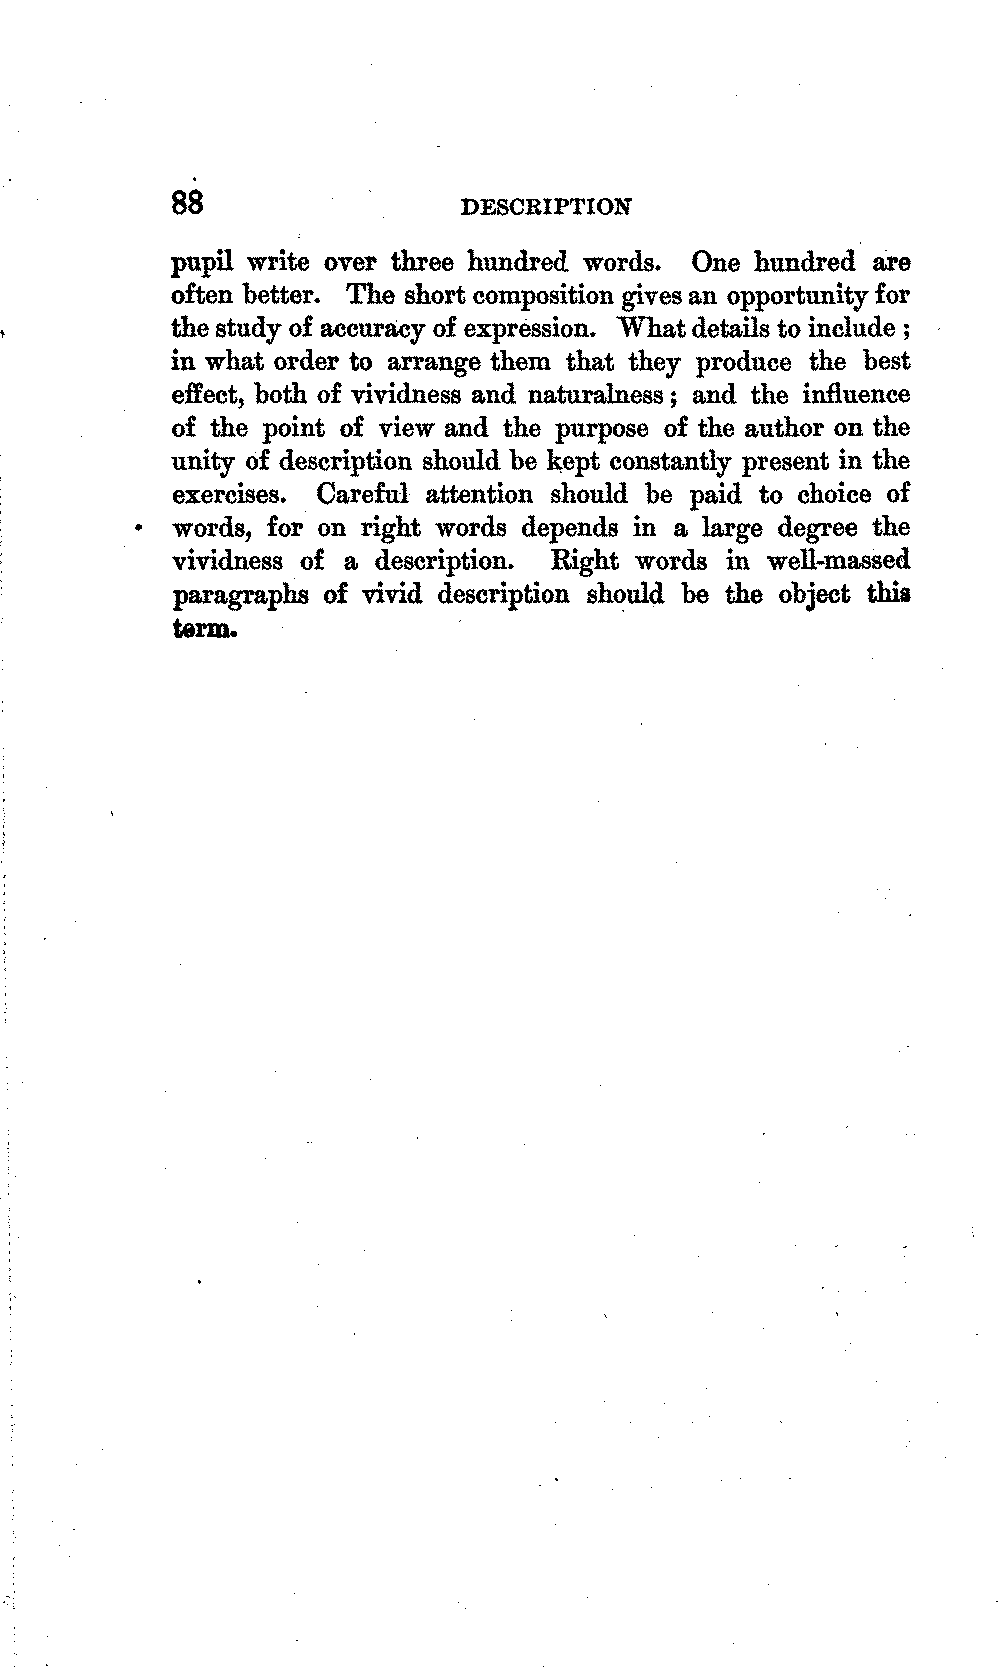 88 DESCRIPTION
pupil write over three hundred words. One hundred are
often better. The short composition gives an opportunity for
the study of accuracy of expression. What details to include ;
in what order to arrange them that they produce the best
effect, both of vividness and naturalness ; and the influence
of the point of view and the purpose of the author on the
unity of description should be kept constantly present in the
exercises. Careful attention should be paid to choice of
words, for on right words depends in a large degree the
vividness of a description. Right words in well-massed
paragraphs of vivid description should be the object this
term.